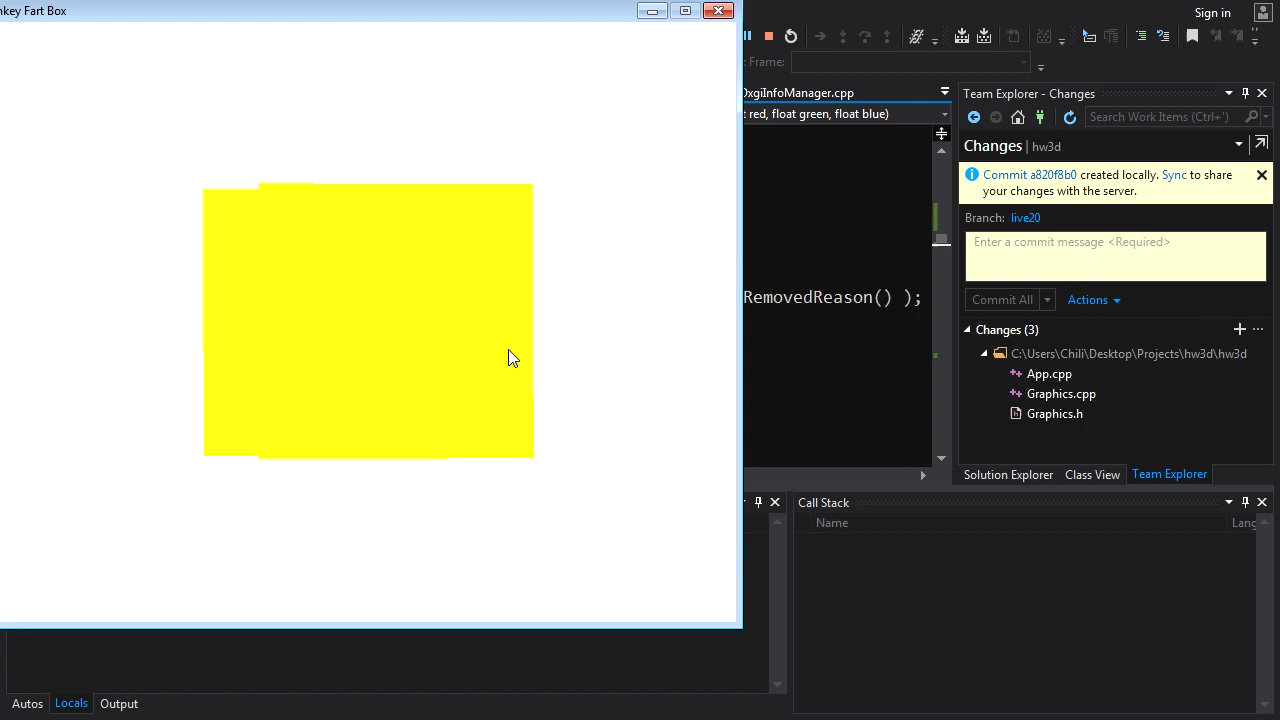 nkey Fart Box
Sign in
Frame:
DxgiInfoManager.cpp
t red, float green, float blue)
RemovedReason() );
Team Explorer - Changes
Search Work Items (Ctrl+')
Changes | hw3d
Commit a820f8b0 created locally. Sync to share
your changes with the server.
Branch: live20
Enter a commit message <Required>
Commit All
Actions
Changes (3)
C:\Users\Chili\Desktop\Projects\hw3d\hw3d
App.cpp
Graphics.cpp
Graphics.h
Solution Explorer Class View Team Explorer
Call Stack
Name Lang
Autos Locals Output